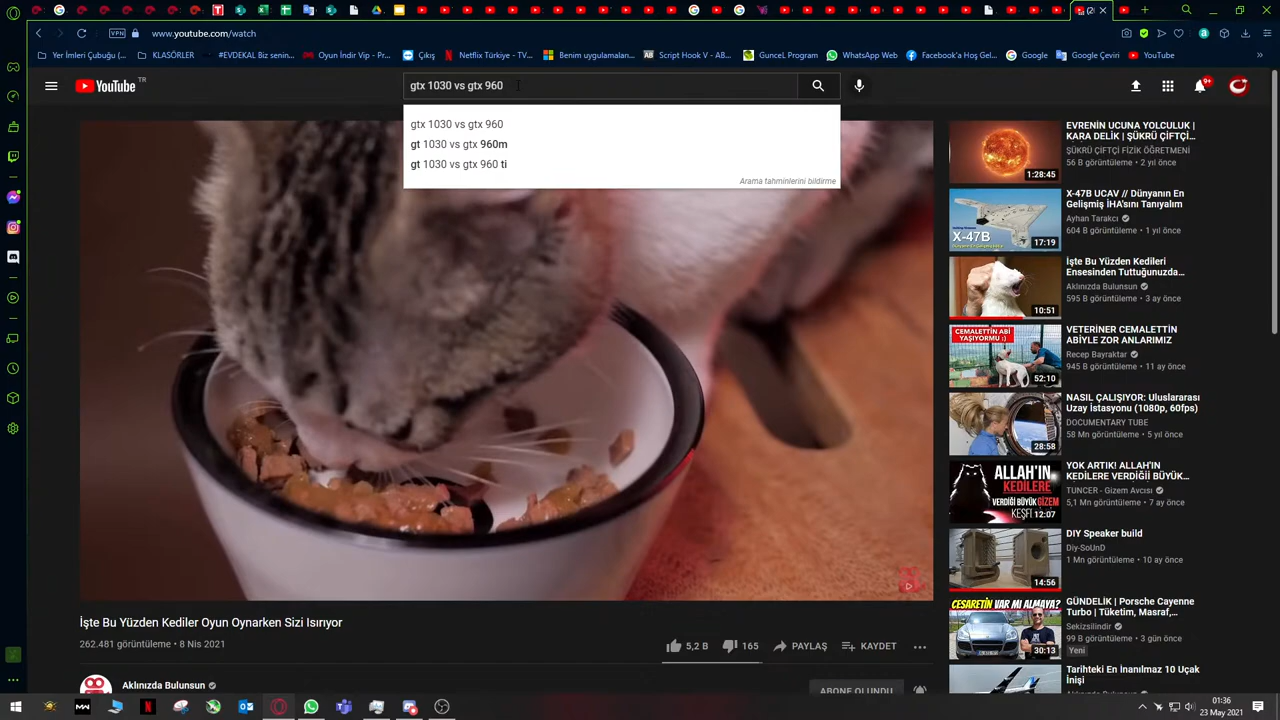 VPN
www.youtube.com/watch
Yer İmleri Çubuğu (...
KLASÖRLER
#EVDEKAL Biz senin...
Oyun İndir Vip - Pr...
Çıkış
Netflix Türkiye - TV...
Benim uygulamaları...
Script Hook V - AB...
GunceL Program
WhatsApp Web
Facebook'a Hoş Gel...
Google
Google Çeviri
YouTube TR
gtx 1030 vs gtx 960
9+
gtx 1030 vs gtx 960
gt 1030 vs gtx 960m
gt 1030 vs gtx 960 ti
Arama tahminlerini bildirme
EVRENİN UCUNA YOLCULUK |
KARA DELİK | ŞÜKRÜ ÇİFTÇİ...
ŞÜKRÜ ÇİFTÇİ FİZİK ÖĞRETMENİ
56 B görüntüleme • 2 yıl önce
1:28:45
X-47B UCAV // Dünyanın En
Gelişmiş İHA'sını Tanıyalım
Ayhan Tarakcı
604 B görüntüleme • 1 yıl önce
X-47B
17:19
İşte Bu Yüzden Kedileri
Ensesinden Tuttuğunuzda...
Aklınızda Bulunsun
595 B görüntüleme • 3 ay önce
10:51
CEMALETTİN ABİ
YAŞIYORMU :)
VETERİNER CEMALETTİN
ABİYLE ZOR ANLARIMIZ
Recep Bayraktar
945 B görüntüleme • 11 ay önce
52:10
NASIL ÇALIŞIYOR: Uluslararası
Uzay İstasyonu (1080p, 60fps)
DOCUMENTARY TUBE
58 Mn görüntüleme • 5 yıl önce
28:58
ALLAH'IN
KEDİLERE
VERDİĞİ BÜYÜK GİZEM
KEŞFİ
12:07
YOK ARTIK! ALLAH'IN
KEDİLERE VERDİĞİİ BÜYÜK...
TUNCER - Gizem Avcısı
5,1 Mn görüntüleme • 7 ay önce
DIY Speaker build
Diy-SoUnD
1 Mn görüntüleme • 10 ay önce
14:56
CESARETİN VAR MI ALMAYA?
GÜNDELİK | Porsche Cayenne
Turbo | Tüketim, Masraf,...
Sekizsilindir
99 B görüntüleme • 3 gün önce
Yeni
30:13
Tarihteki En İnanılmaz 10 Uçak
İnişi
İşte Bu Yüzden Kediler Oyun Oynarken Sizi Isırıyor
262.481 görüntüleme • 8 Nis 2021
5,2 B
165
PAYLAŞ
KAYDET
Aklınızda Bulunsun
ABONE OLUNDU
01:36
23 May 2021